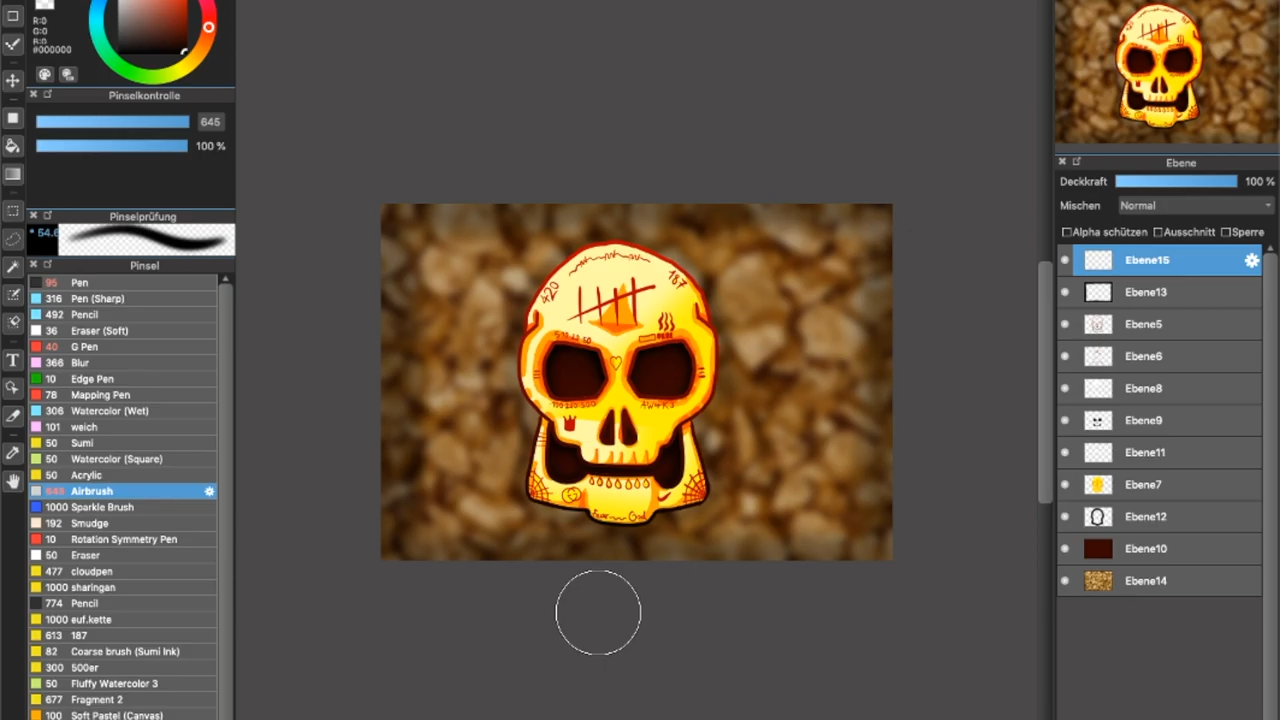 R:0
G:0
B:0
#000000
Pinselkontrolle
645
100 %
Pinselprüfung
* 54.6
Pinsel
95 Pen
316 Pen (Sharp)
492 Pencil
36 Eraser (Soft)
40 G Pen
366 Blur
10 Edge Pen
78 Mapping Pen
306 Watercolor (Wet)
101 weich
50 Sumi
50 Watercolor (Square)
50 Acrylic
645 Airbrush
1000 Sparkle Brush
192 Smudge
10 Rotation Symmetry Pen
50 Eraser
477 cloudpen
1000 sharingan
774 Pencil
1000 euf.kette
613 187
82 Coarse brush (Sumi Ink)
300 500er
50 Fluffy Watercolor 3
677 Fragment 2
100 Soft Pastel (Canvas)
420
187
God
Ebene
Deckkraft 100 %
Mischen Normal
Alpha schützen Ausschnitt Sperre
Ebene15
Ebene13
Ebene5
Ebene6
Ebene8
Ebene9
Ebene11
Ebene7
Ebene12
Ebene10
Ebene14